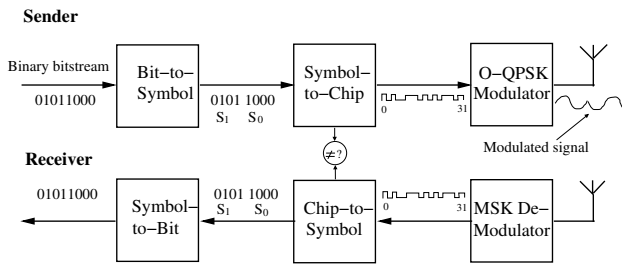 Sender
Binary bitstream
01011000
Bit–to–
Symbol
0101 1000
S1 S0
Symbol–
to–Chip
0 31
O–QPSK
Modulator
Modulated signal
≠?
Receiver
01011000
Symbol–
to–Bit
0101 1000
S1 S0
Chip–to–
Symbol
0 31
MSK De–
Modulator